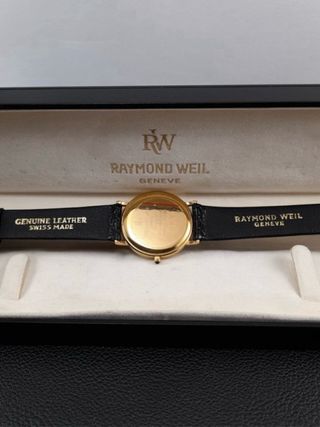 RW
RAYMOND WEIL
GENEVE
GENUINE LEATHER
SWISS MADE
RAYMOND WEIL
GENEVE